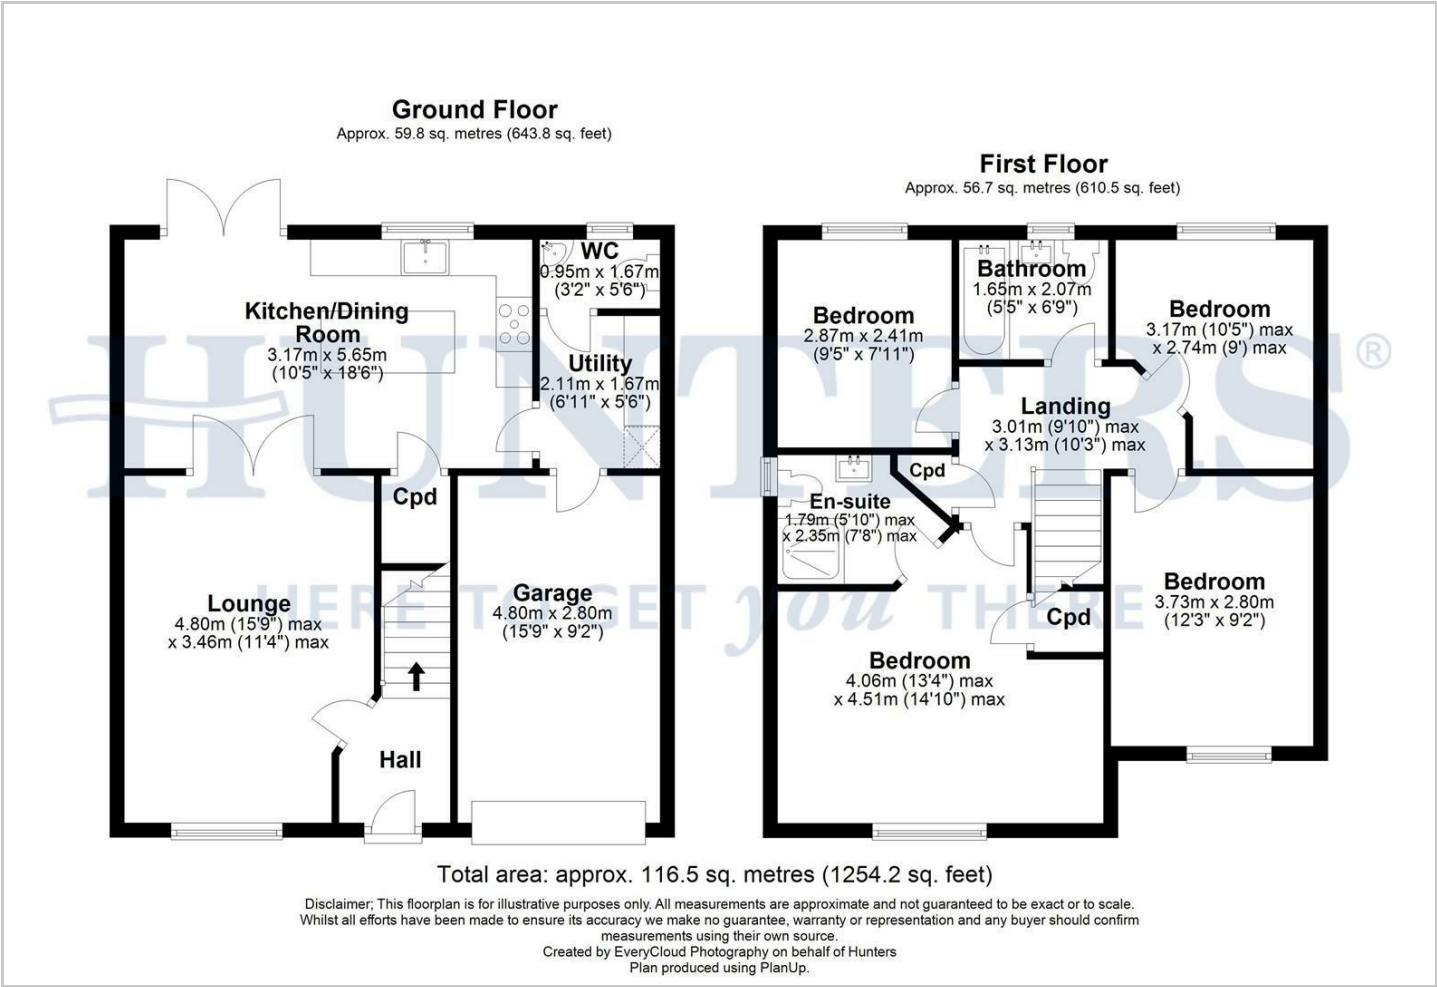 Ground Floor
Approx. 59.8 sq. metres (643.8 sq. feet)
First Floor
Approx. 56.7 sq. metres (610.5 sq. feet)
WC
0.95m x 1.67m
(3'2" x 5'6")
Kitchen/Dining
Room
3.17m x 5.65m
(10'5" x 18'6")
Utility
2.11m x 1.67m
(6'11" x 5'6")
Cpd
Lounge
4.80m (15'9") max
x 3.46m (11'4") max
Garage
4.80m x 2.80m
(15'9" x 9'2")
Hall
Bedroom
2.87m x 2.41m
(9'5" x 7'11")
Bathroom
1.65m x 2.07m
(5'5" x 6'9")
Bedroom
3.17m (10'5") max
x 2.74m (9') max
Landing
3.01m (9'10") max
x 3.13m (10'3") max
Cpd
En-suite
1.79m (5'10") max
x 2.35m (7'8") max
Bedroom
3.73m x 2.80m
(12'3" x 9'2")
Cpd
Bedroom
4.06m (13'4") max
x 4.51m (14'10") max
HUNTERS®
HERE TO GET you THERE
Total area: approx. 116.5 sq. metres (1254.2 sq. feet)
Disclaimer; This floorplan is for illustrative purposes only. All measurements are approximate and not guaranteed to be exact or to scale.
Whilst all efforts have been made to ensure its accuracy we make no guarantee, warranty or representation and any buyer should confirm
measurements using their own source.
Created by EveryCloud Photography on behalf of Hunters
Plan produced using PlanUp.